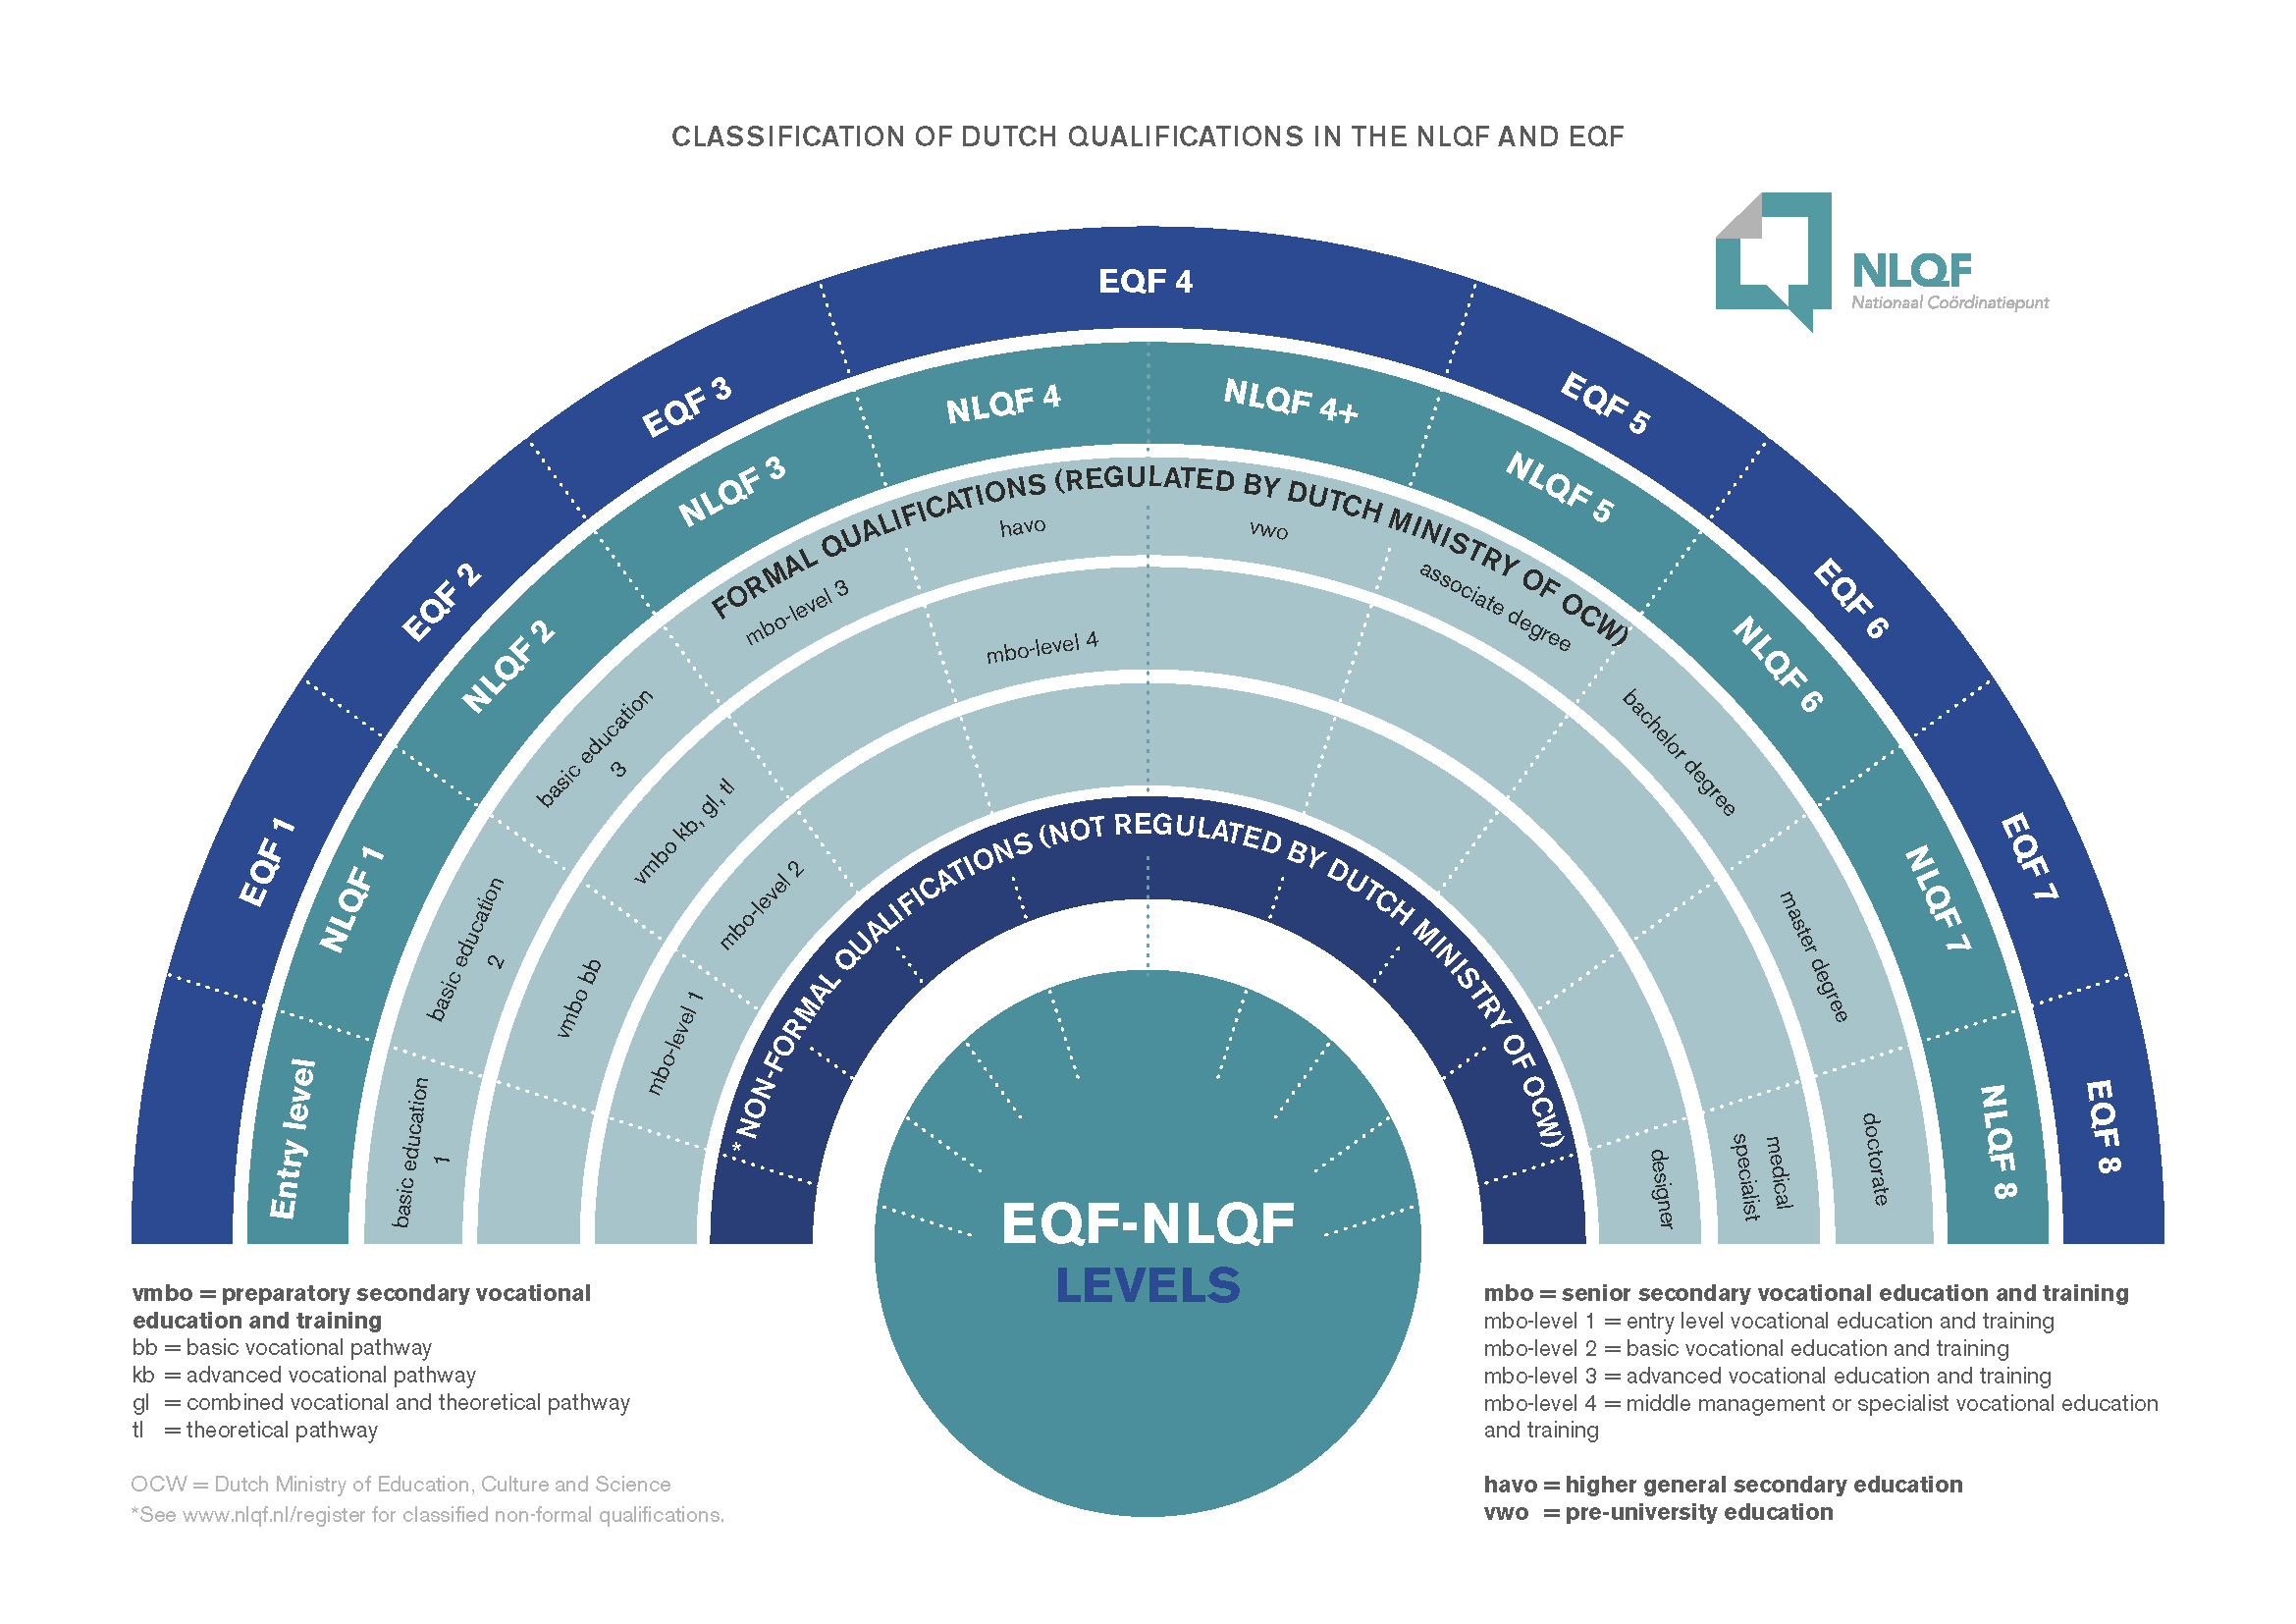 CLASSIFICATION OF DUTCH QUALIFICATIONS IN THE NLQF AND EQF
NLQF
Nationaal Coördinatiepunt
EQF 1
EQF 2
EQF 3
EQF 4
EQF 5
EQF 6
EQF 7
EQF 8
Entry level
NLQF 1
NLQF 2
NLQF 3
NLQF 4
NLQF 4+
NLQF 5
NLQF 6
NLQF 7
NLQF 8
FORMAL QUALIFICATIONS (REGULATED BY DUTCH MINISTRY OF OCW)
basic education
1
basic education
2
basic education
3
mbo-level 3
havo
vwo
associate degree
bachelor degree
master degree
doctorate
vmbo bb
vmbo kb, gl, tl
mbo-level 4
medical
specialist
mbo-level 1
mbo-level 2
designer
* NON-FORMAL QUALIFICATIONS (NOT REGULATED BY DUTCH MINISTRY OF OCW)
EQF-NLQF
LEVELS
vmbo = preparatory secondary vocational
education and training
bb = basic vocational pathway
kb = advanced vocational pathway
gl = combined vocational and theoretical pathway
tl = theoretical pathway
OCW = Dutch Ministry of Education, Culture and Science
*See www.nlqf.nl/register for classified non-formal qualifications.
mbo = senior secondary vocational education and training
mbo-level 1 = entry level vocational education and training
mbo-level 2 = basic vocational education and training
mbo-level 3 = advanced vocational education and training
mbo-level 4 = middle management or specialist vocational education
and training
havo = higher general secondary education
vwo = pre-university education